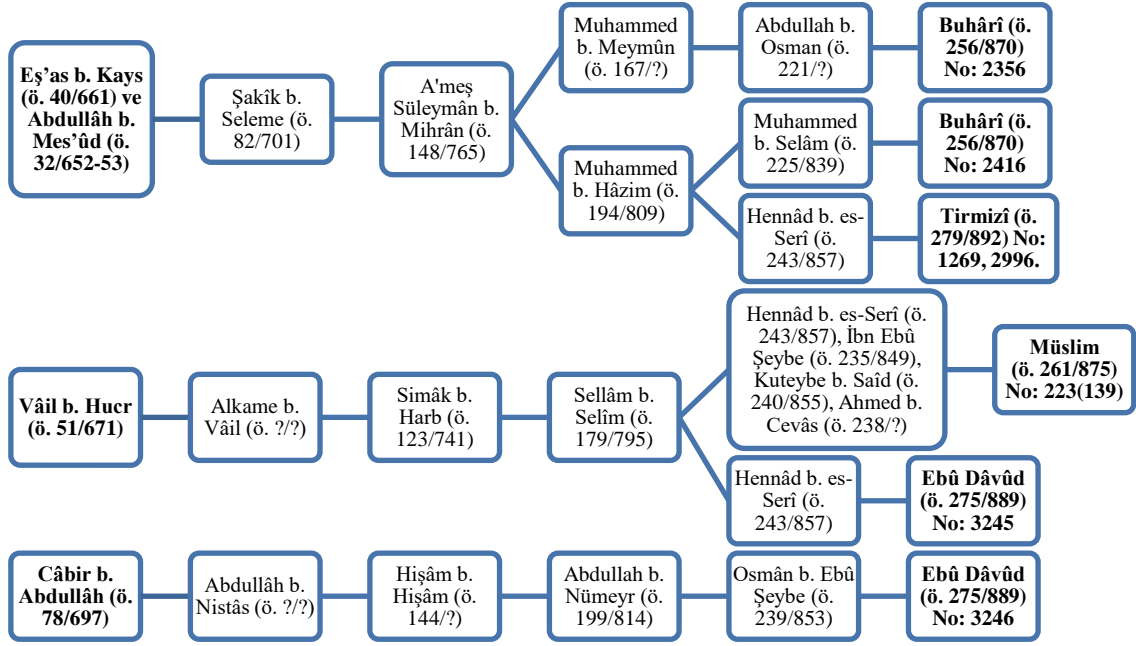 Eş’as b. Kays
(ö. 40/661) ve
Abdullâh b.
Mes’ûd (ö.
32/652-53)
Şakîk b.
Seleme (ö.
82/701)
A'meş
Süleymân b.
Mihrân (ö.
148/765)
Muhammed
b. Meymûn
(ö. 167/?)
Abdullah b.
Osman (ö.
221/?)
Buhârî (ö.
256/870)
No: 2356
Muhammed
b. Hâzim (ö.
194/809)
Muhammed
b. Selâm (ö.
225/839)
Buhârî (ö.
256/870)
No: 2416
Hennâd b. es-
Serî (ö.
243/857)
Tirmizî (ö.
279/892) No:
1269, 2996.
Vâil b. Hucr
(ö. 51/671)
Alkame b.
Vâil (ö. ?/?)
Simâk b.
Harb (ö.
123/741)
Sellâm b.
Selîm (ö.
179/795)
Hennâd b. es-Serî (ö.
243/857), İbn Ebû
Şeybe (ö. 235/849),
Kuteybe b. Saîd (ö.
240/855), Ahmed b.
Cevâs (ö. 238/?)
Müslim
(ö. 261/875)
No: 223(139)
Hennâd b. es-
Serî (ö.
243/857)
Ebû Dâvûd
(ö. 275/889)
No: 3245
Câbir b.
Abdullâh (ö.
78/697)
Abdullâh b.
Nistâs (ö. ?/?)
Hişâm b.
Hişâm (ö.
144/?)
Abdullah b.
Nümeyr (ö.
199/814)
Osmân b. Ebû
Şeybe (ö.
239/853)
Ebû Dâvûd
(ö. 275/889)
No: 3246